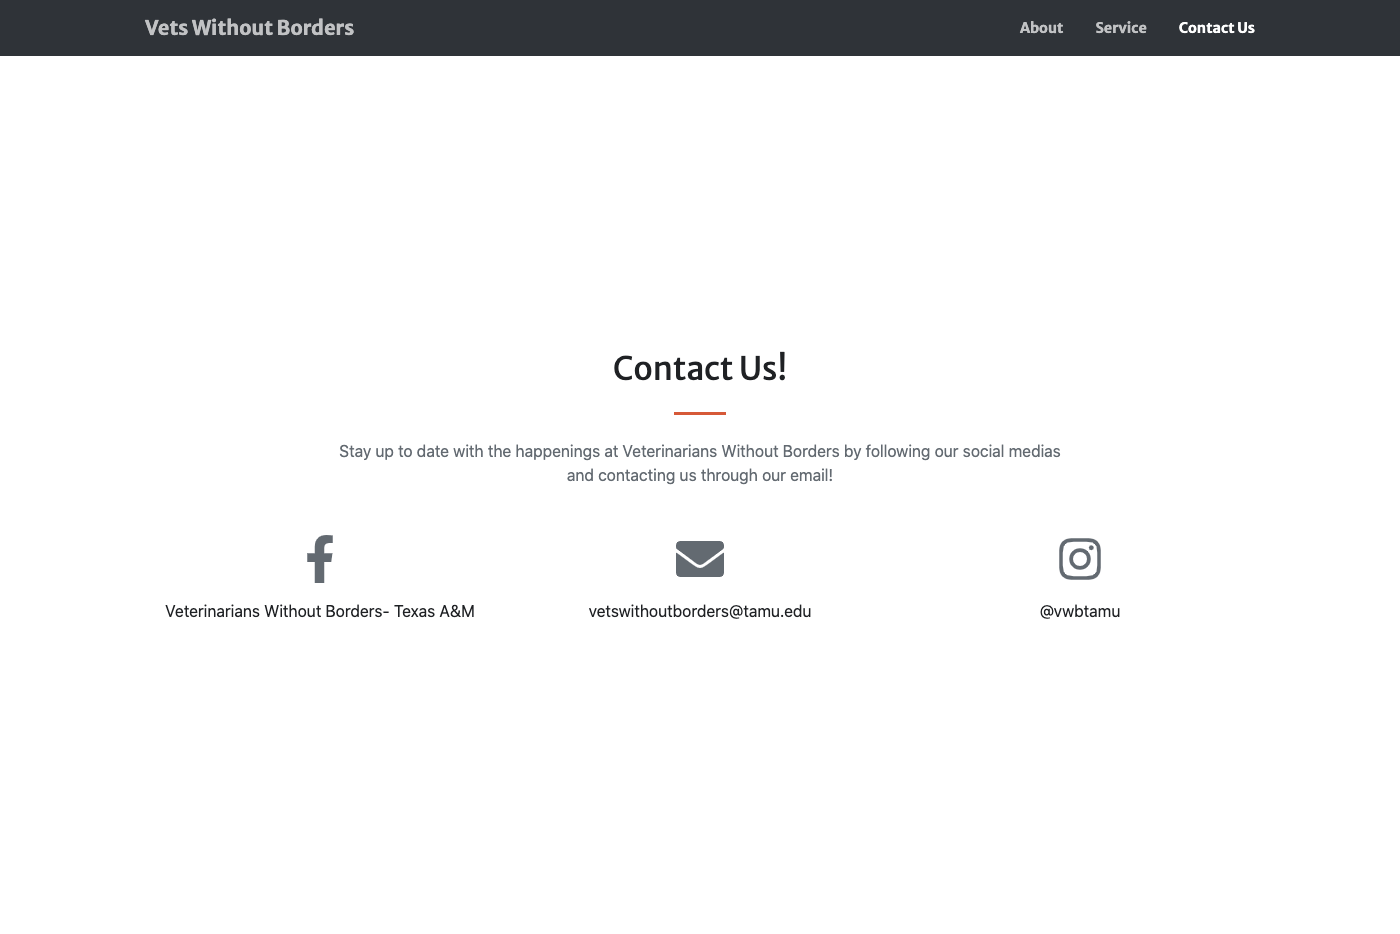 Vets Without Borders
About
Service
Contact Us
Contact Us!
Stay up to date with the happenings at Veterinarians Without Borders by following our social medias
and contacting us through our email!
Veterinarians Without Borders- Texas A&M
vetswithoutborders@tamu.edu
@vwbtamu